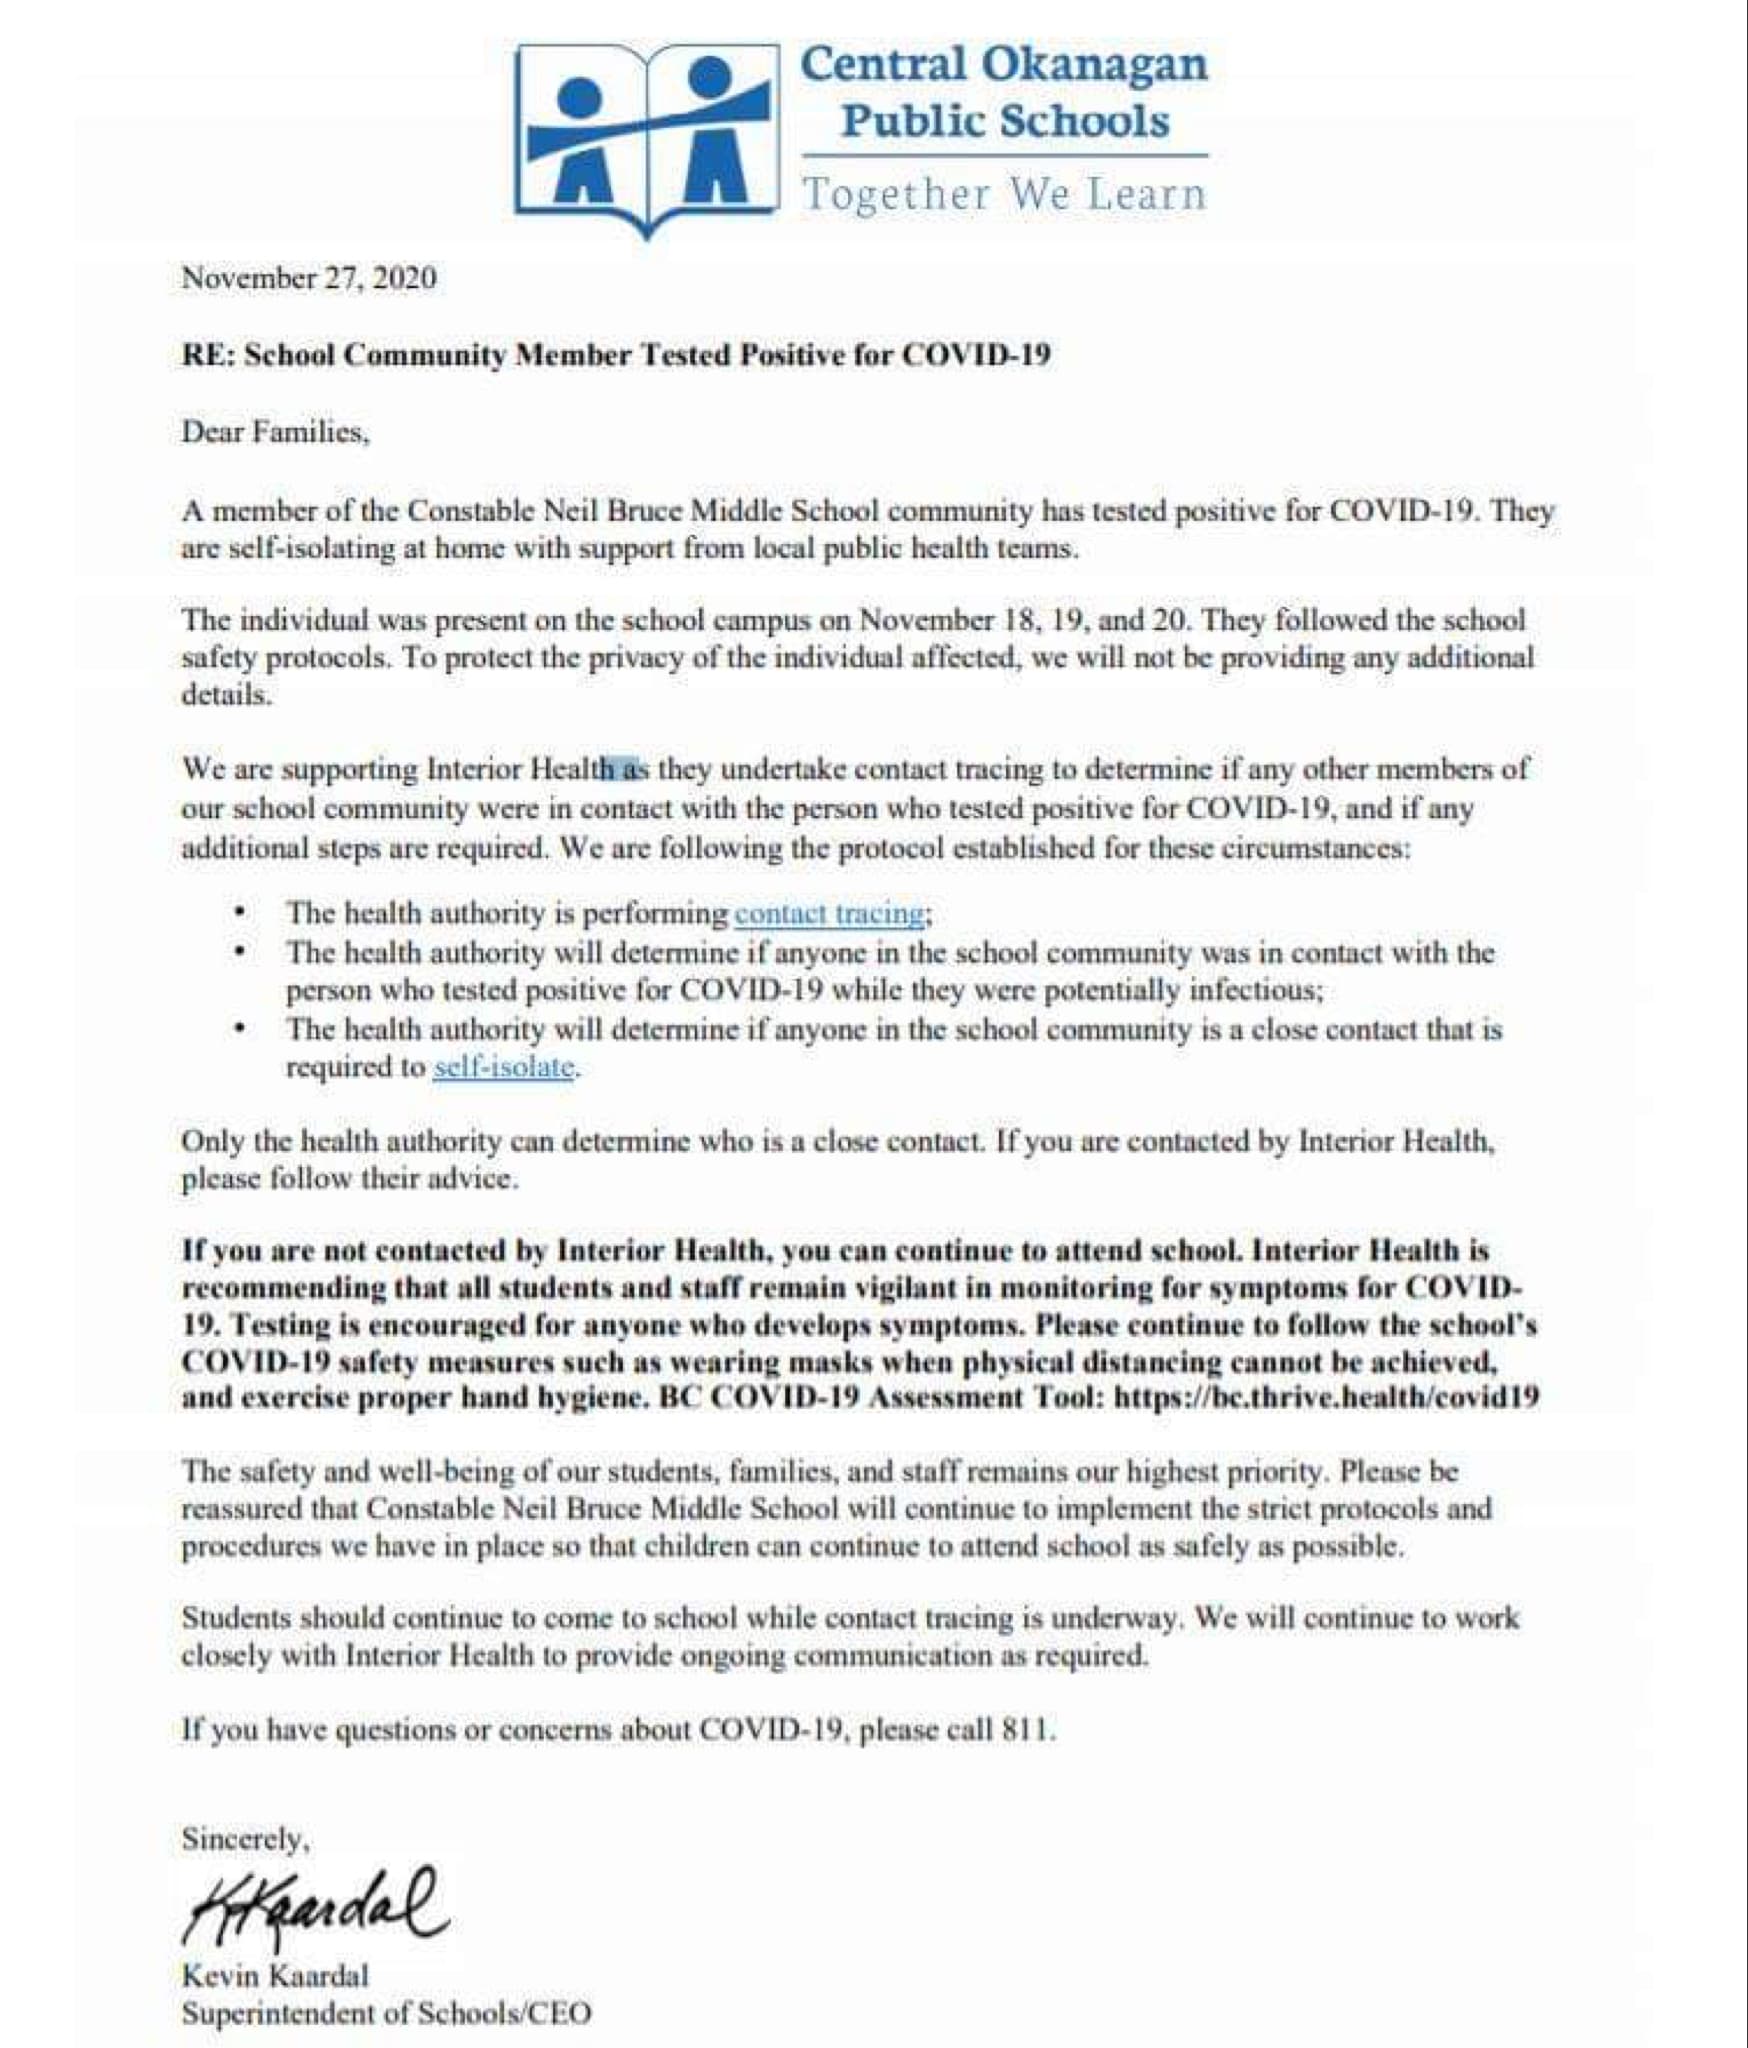 Central Okanagan
Public Schools
Together We Learn
November 27, 2020
RE: School Community Member Tested Positive for COVID-19
Dear Families,
A member of the Constable Neil Bruce Middle School community has tested positive for COVID-19. They
are self-isolating at home with support from local public health teams.
The individual was present on the school campus on November 18, 19, and 20. They followed the school
safety protocols. To protect the privacy of the individual affected, we will not be providing any additional
details.
We are supporting Interior Health as they undertake contact tracing to determine if any other members of
our school community were in contact with the person who tested positive for COVID-19, and if any
additional steps are required. We are following the protocol established for these circumstances:
• The health authority is performing contact tracing;
• The health authority will determine if anyone in the school community was in contact with the
person who tested positive for COVID-19 while they were potentially infectious;
• The health authority will determine if anyone in the school community is a close contact that is
required to self-isolate.
Only the health authority can determine who is a close contact. If you are contacted by Interior Health,
please follow their advice.
If you are not contacted by Interior Health, you can continue to attend school. Interior Health is
recommending that all students and staff remain vigilant in monitoring for symptoms for COVID-
19. Testing is encouraged for anyone who develops symptoms. Please continue to follow the school's
COVID-19 safety measures such as wearing masks when physical distancing cannot be achieved,
and exercise proper hand hygiene. BC COVID-19 Assessment Tool: https://bc.thrive.health/covid19
The safety and well-being of our students, families, and staff remains our highest priority. Please be
reassured that Constable Neil Bruce Middle School will continue to implement the strict protocols and
procedures we have in place so that children can continue to attend school as safely as possible.
Students should continue to come to school while contact tracing is underway. We will continue to work
closely with Interior Health to provide ongoing communication as required.
If you have questions or concerns about COVID-19, please call 811.
Sincerely,
KKaardal
Kevin Kaardal
Superintendent of Schools/CEO